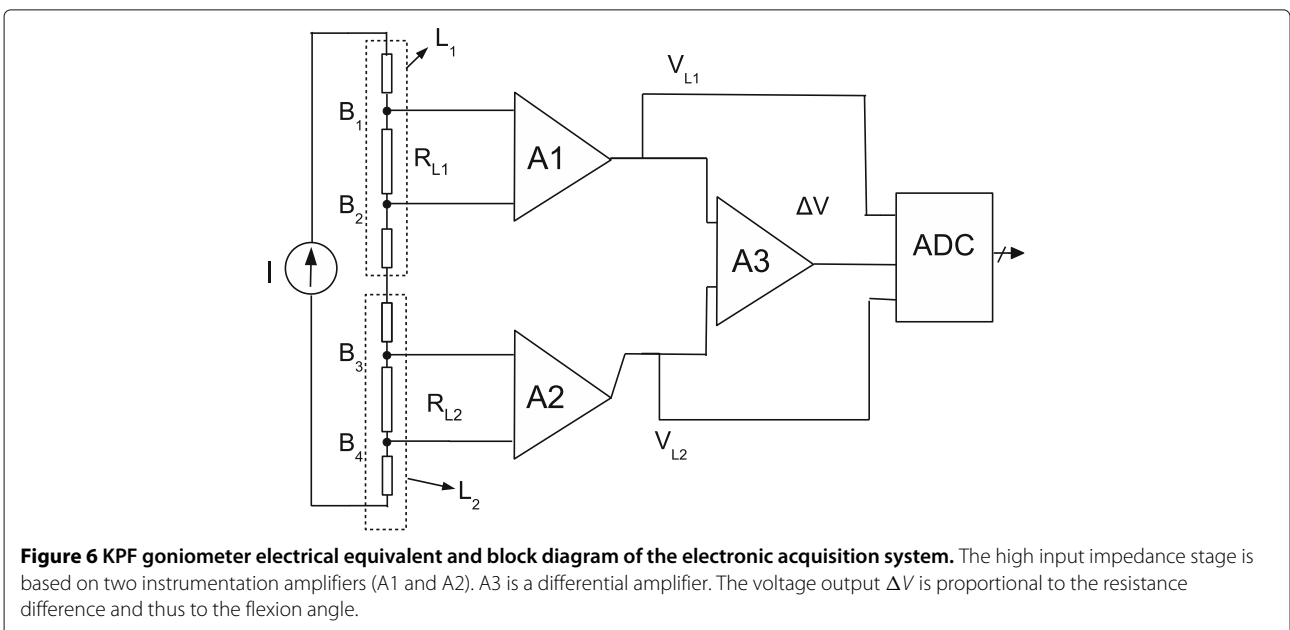 L1
VL1
B1
A1
RL1
B2
ΔV
ADC
A3
I
B3
A2
RL2
B4
VL2
L2
Figure 6 KPF goniometer electrical equivalent and block diagram of the electronic acquisition system. The high input impedance stage is
based on two instrumentation amplifiers (A1 and A2). A3 is a differential amplifier. The voltage output ΔV is proportional to the resistance
difference and thus to the flexion angle.